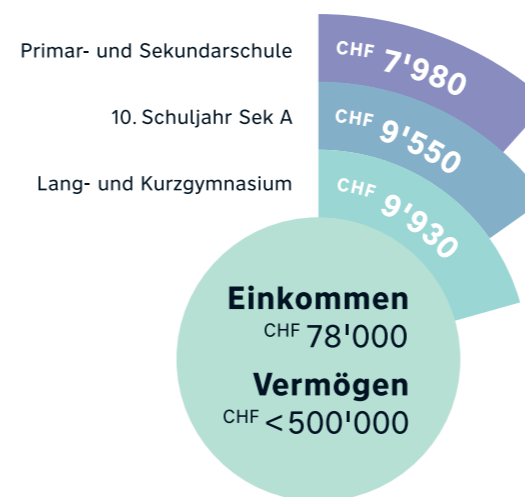 Primar- und Sekundarschule
CHF 7'980
10. Schuljahr Sek A
CHF 9'550
Lang- und Kurzgymnasium
CHF 9'930
Einkommen
CHF 78'000
Vermögen
CHF <500'000